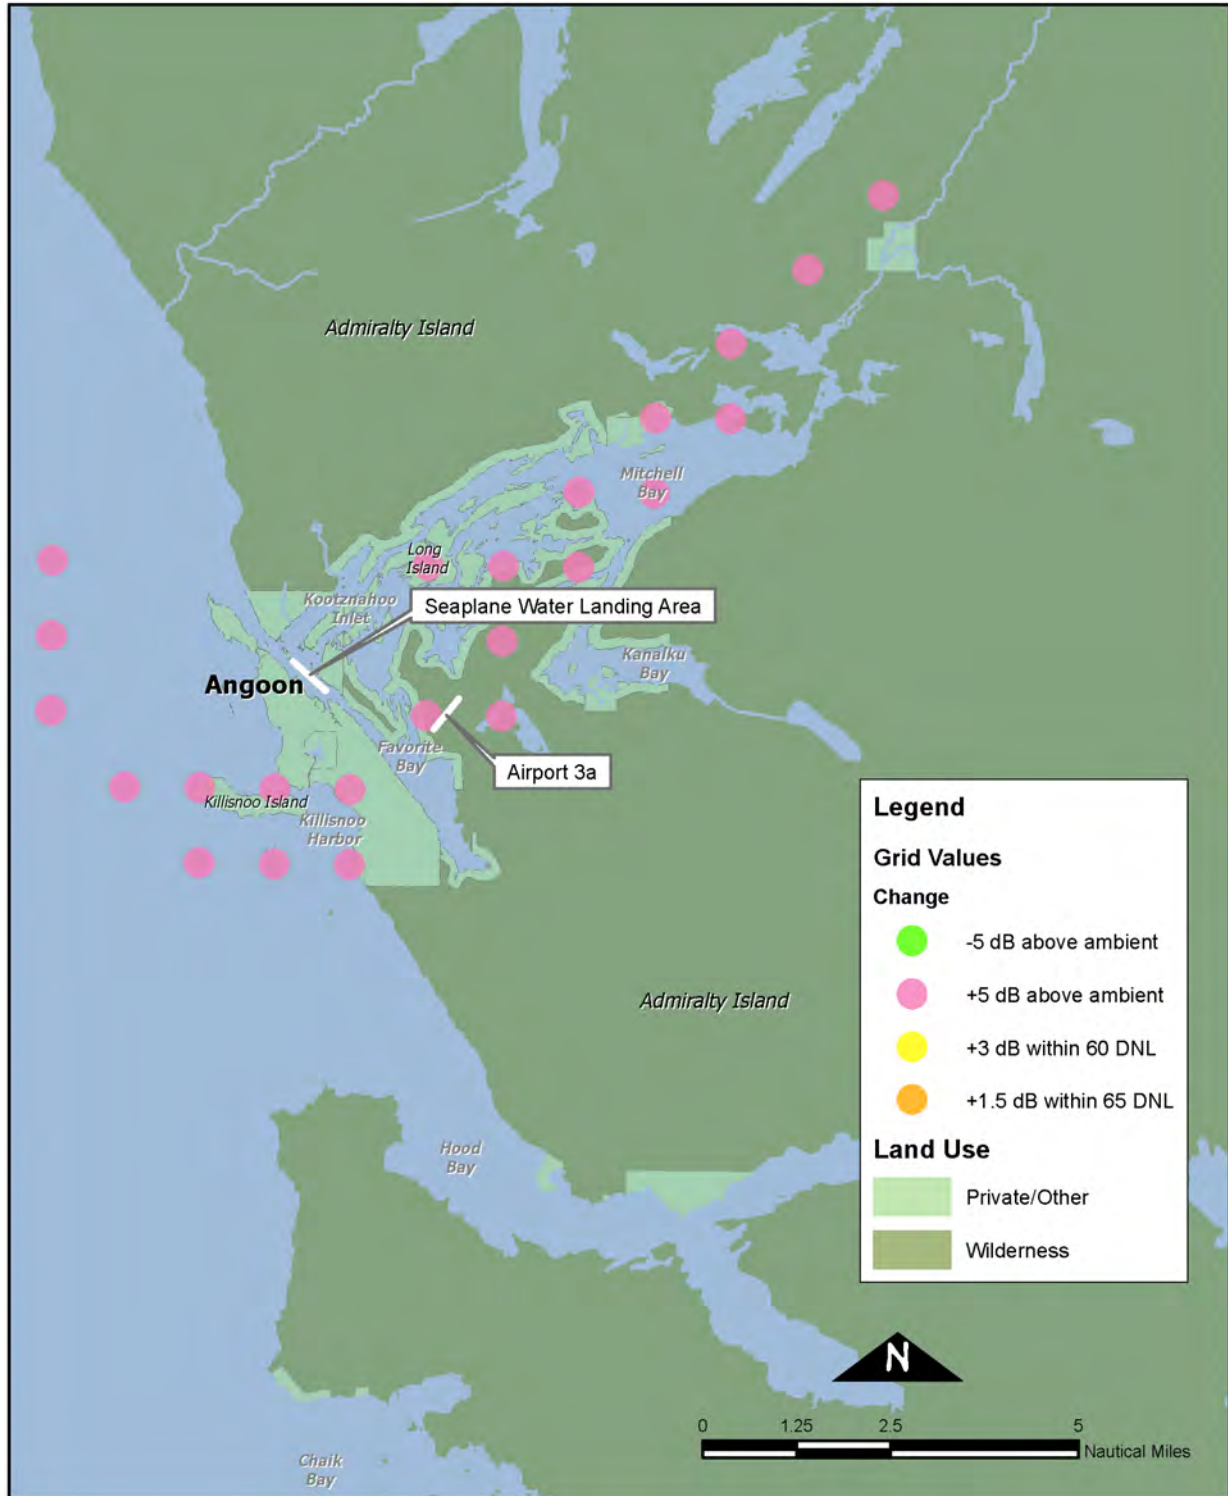 Admiralty Island
Mitchell
Bay
Long
Island
Kootznahoo
Inlet
Seaplane Water Landing Area
Kanalku
Bay
Angoon
Favorite
Bay
Airport 3a
Killisnoo Island
Killisnoo
Harbor
Legend
Grid Values
Change
-5 dB above ambient
+5 dB above ambient
+3 dB within 60 DNL
+1.5 dB within 65 DNL
Land Use
Private/Other
Wilderness
Admiralty Island
Hood
Bay
N
0 1.25 2.5 5
Nautical Miles
Chaik
Bay